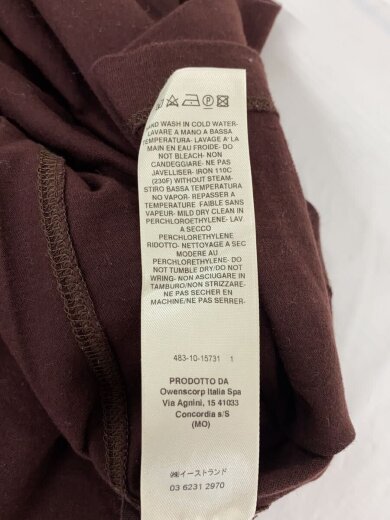 ND WASH IN COLD WATER-
LAVARE A MANO A BASSA
TEMPERATURA- LAVAGE A L'
MAIN EN EAU FROIDE- DO
NOT BLEACH- NON
CANDEGGIARE- NE PAS
JAVELLISER- IRON 110C
(230F) WITHOUT STEAM-
STIRO BASSA TEMPERATURA
NO VAPOR- REPASSER A
TEMPERATURE FAIBLE SANS
VAPEUR- MILD DRY CLEAN IN
PERCHLOROETHYLENE- LAV
A SECCO
PERCHLORETHYLENE
RIDOTTO- NETTOYAGE A SEC
MODERE AU
PERCHLORETHYLENE- DO
NOT TUMBLE DRY/DO NOT
WRING- NON ASCIUGARE IN
TAMBURO/NON STRIZZARE-
NE PAS SECHER EN
MACHINE/NE PAS SERRER-
483-10-15731 1
PRODOTTO DA
Owenscorp Italia Spa
Via Agnini, 15 41033
Concordia s/S
(MO)
㈱イーストランド
03 6231 2970